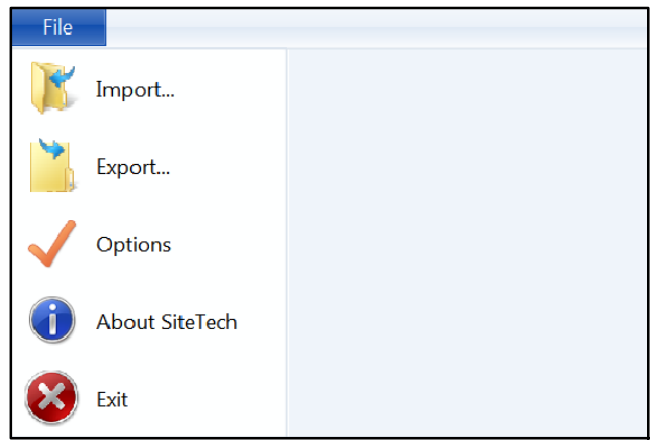 File
Import...
Export...
Options
About SiteTech
Exit